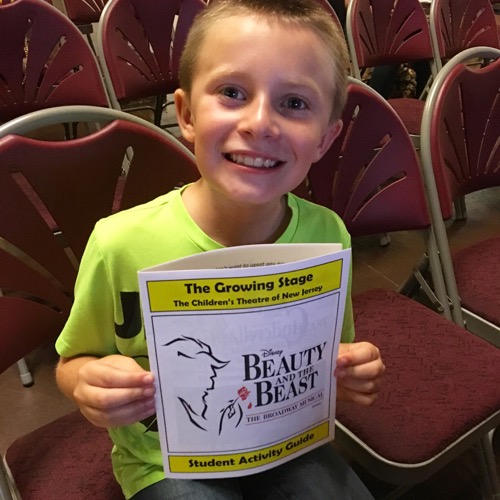 The Growing Stage
The Children's Theatre of New Jersey
Disney
BEAUTY
AND THE
BEAST
THE BROADWAY MUSICAL
Student Activity Guide